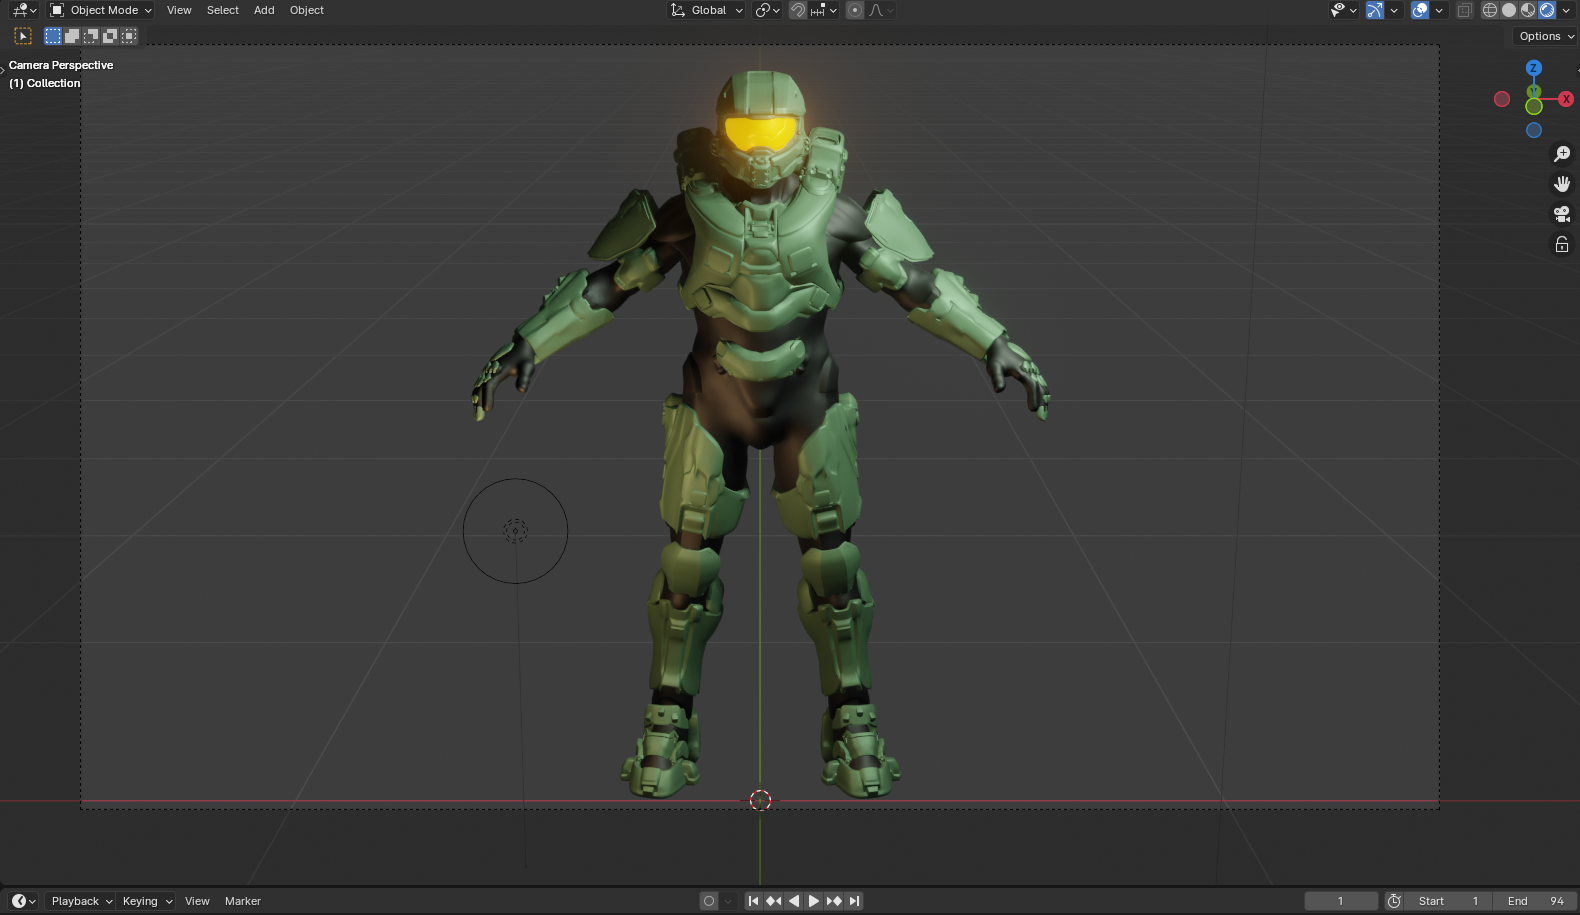 Object Mode View Select Add Object Global
Options
Camera Perspective
(1) Collection
Z
Y
X
Playback Keying View Marker 1 Start 1 End 94